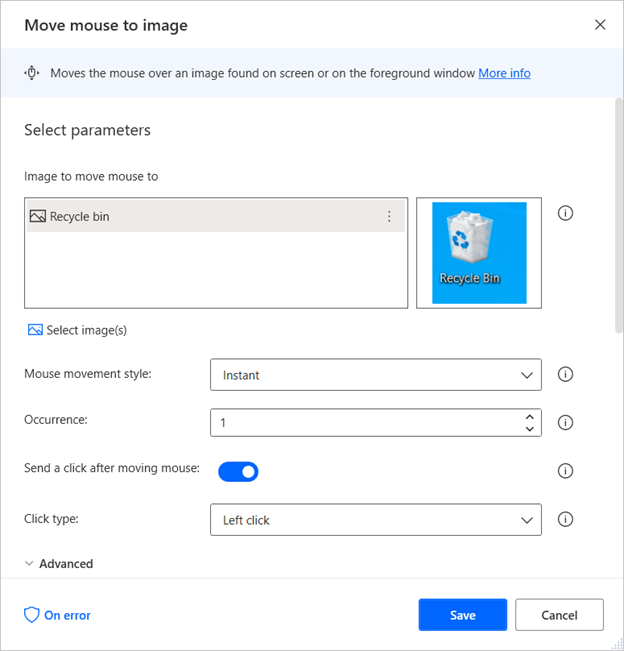 Move mouse to image
Moves the mouse over an image found on screen or on the foreground window More info
Select parameters
Image to move mouse to
Recycle bin
Recycle Bin
Select image(s)
Mouse movement style:
Instant
Occurrence:
1
Send a click after moving mouse:
Click type:
Left click
Advanced
On error
Save
Cancel